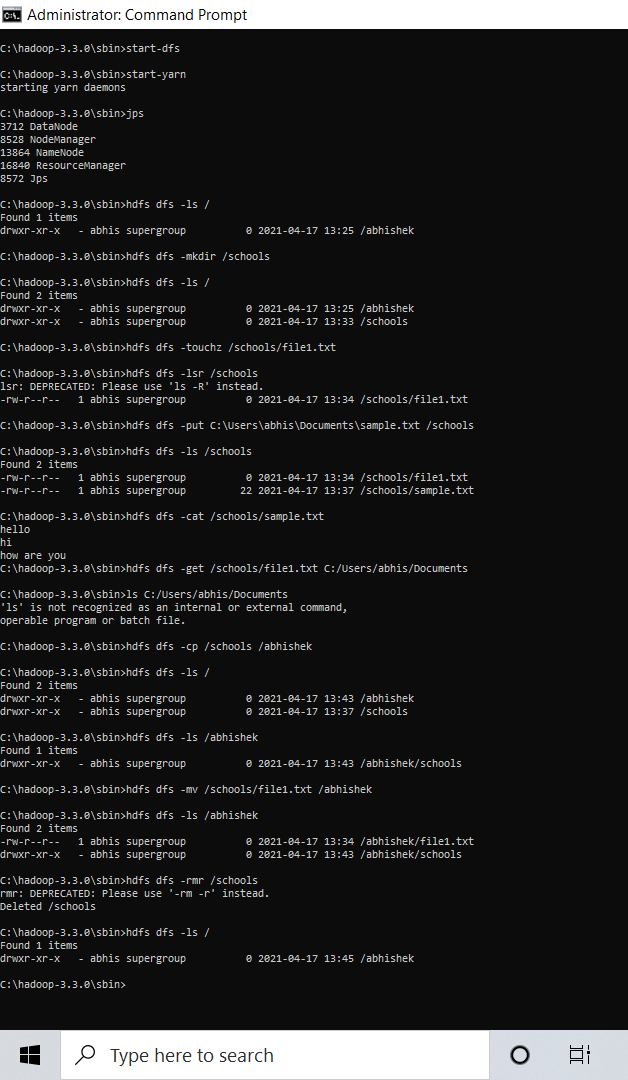 Administrator: Command Prompt
C:\hadoop-3.3.0\sbin>start-dfs
C:\hadoop-3.3.0\sbin>start-yarn
starting yarn daemons
C:\hadoop-3.3.0\sbin>jps
3712 DataNode
8528 NodeManager
13864 NameNode
16840 ResourceManager
8572 Jps
C:\hadoop-3.3.0\sbin>hdfs dfs -ls /
Found 1 items
drwxr-xr-x   - abhis supergroup          0 2021-04-17 13:25 /abhishek
C:\hadoop-3.3.0\sbin>hdfs dfs -mkdir /schools
C:\hadoop-3.3.0\sbin>hdfs dfs -ls /
Found 2 items
drwxr-xr-x   - abhis supergroup          0 2021-04-17 13:25 /abhishek
drwxr-xr-x   - abhis supergroup          0 2021-04-17 13:33 /schools
C:\hadoop-3.3.0\sbin>hdfs dfs -touchz /schools/file1.txt
C:\hadoop-3.3.0\sbin>hdfs dfs -lsr /schools
lsr: DEPRECATED: Please use 'ls -R' instead.
-rw-r--r--   1 abhis supergroup          0 2021-04-17 13:34 /schools/file1.txt
C:\hadoop-3.3.0\sbin>hdfs dfs -put C:\Users\abhis\Documents\sample.txt /schools
C:\hadoop-3.3.0\sbin>hdfs dfs -ls /schools
Found 2 items
-rw-r--r--   1 abhis supergroup          0 2021-04-17 13:34 /schools/file1.txt
-rw-r--r--   1 abhis supergroup         22 2021-04-17 13:37 /schools/sample.txt
C:\hadoop-3.3.0\sbin>hdfs dfs -cat /schools/sample.txt
hello
hi
how are you
C:\hadoop-3.3.0\sbin>hdfs dfs -get /schools/file1.txt C:/Users/abhis/Documents
C:\hadoop-3.3.0\sbin>ls C:/Users/abhis/Documents
'ls' is not recognized as an internal or external command,
operable program or batch file.
C:\hadoop-3.3.0\sbin>hdfs dfs -cp /schools /abhishek
C:\hadoop-3.3.0\sbin>hdfs dfs -ls /
Found 2 items
drwxr-xr-x   - abhis supergroup          0 2021-04-17 13:43 /abhishek
drwxr-xr-x   - abhis supergroup          0 2021-04-17 13:37 /schools
C:\hadoop-3.3.0\sbin>hdfs dfs -ls /abhishek
Found 1 items
drwxr-xr-x   - abhis supergroup          0 2021-04-17 13:43 /abhishek/schools
C:\hadoop-3.3.0\sbin>hdfs dfs -mv /schools/file1.txt /abhishek
C:\hadoop-3.3.0\sbin>hdfs dfs -ls /abhishek
Found 2 items
-rw-r--r--   1 abhis supergroup          0 2021-04-17 13:34 /abhishek/file1.txt
drwxr-xr-x   - abhis supergroup          0 2021-04-17 13:43 /abhishek/schools
C:\hadoop-3.3.0\sbin>hdfs dfs -rmr /schools
rmr: DEPRECATED: Please use '-rm -r' instead.
Deleted /schools
C:\hadoop-3.3.0\sbin>hdfs dfs -ls /
Found 1 items
drwxr-xr-x   - abhis supergroup          0 2021-04-17 13:45 /abhishek
C:\hadoop-3.3.0\sbin>
Type here to search